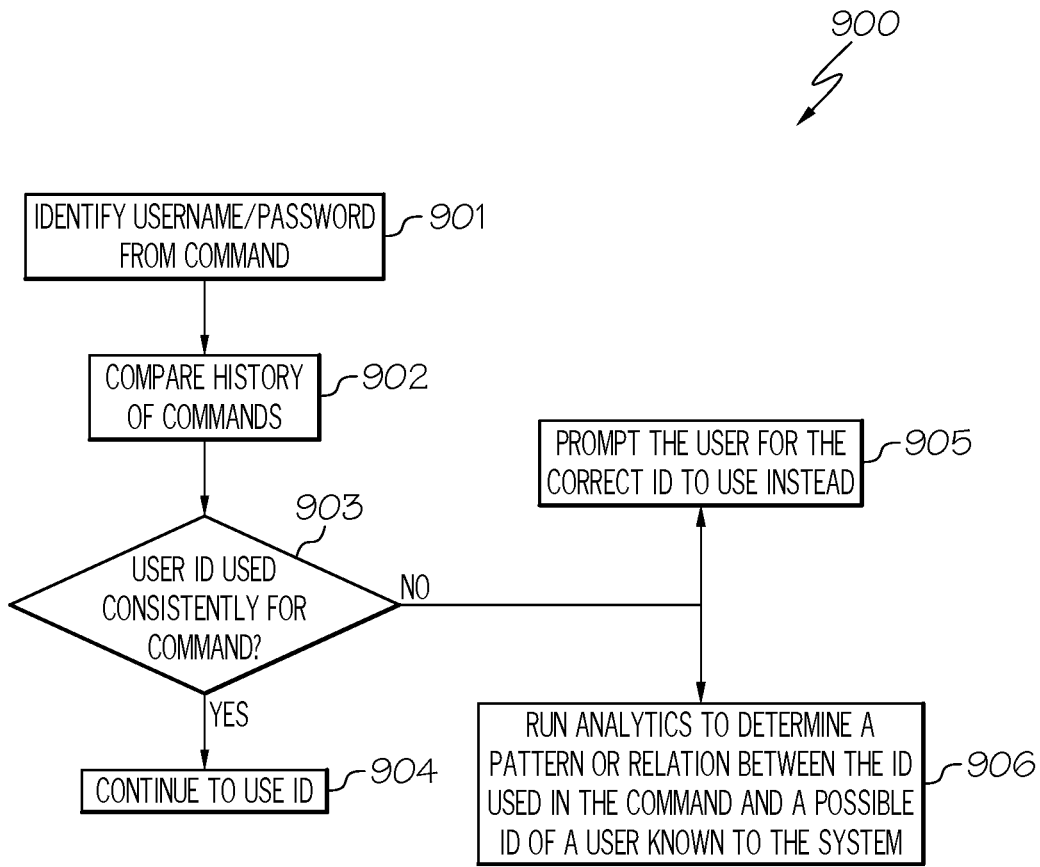 900
IDENTIFY USERNAME/PASSWORD
FROM COMMAND
901
COMPARE HISTORY
OF COMMANDS
902
USER ID USED
CONSISTENTLY FOR
COMMAND?
903
NO
YES
CONTINUE TO USE ID
904
PROMPT THE USER FOR THE
CORRECT ID TO USE INSTEAD
905
RUN ANALYTICS TO DETERMINE A
PATTERN OR RELATION BETWEEN THE ID
USED IN THE COMMAND AND A POSSIBLE
ID OF A USER KNOWN TO THE SYSTEM
906